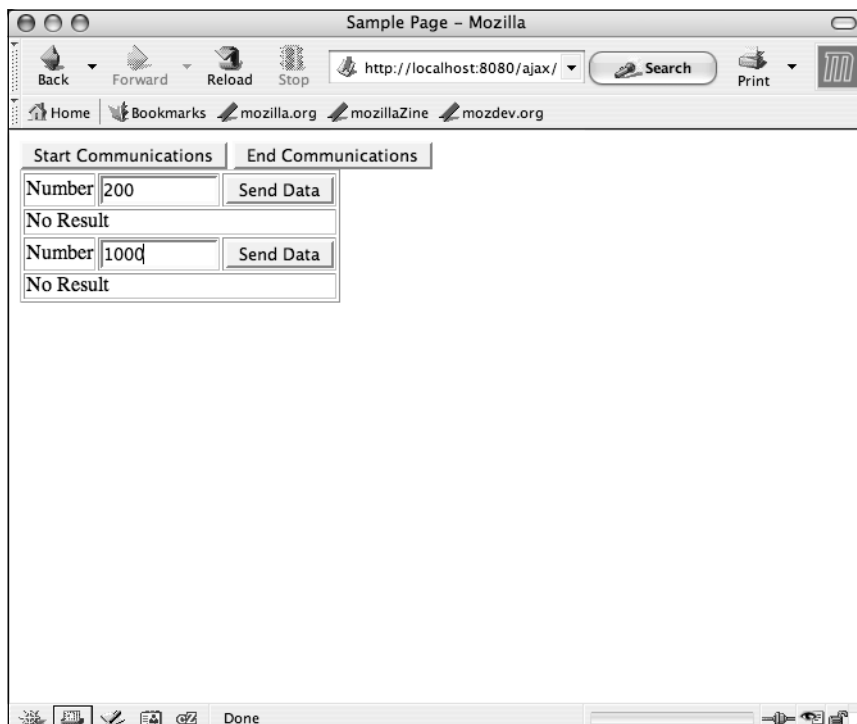 Sample Page – Mozilla
Back Forward Reload Stop http://localhost:8080/ajax/ Search Print
Home Bookmarks mozilla.org mozillaZine mozdev.org
Start Communications End Communications
Number 200 Send Data
No Result
Number 1000 Send Data
No Result
Done